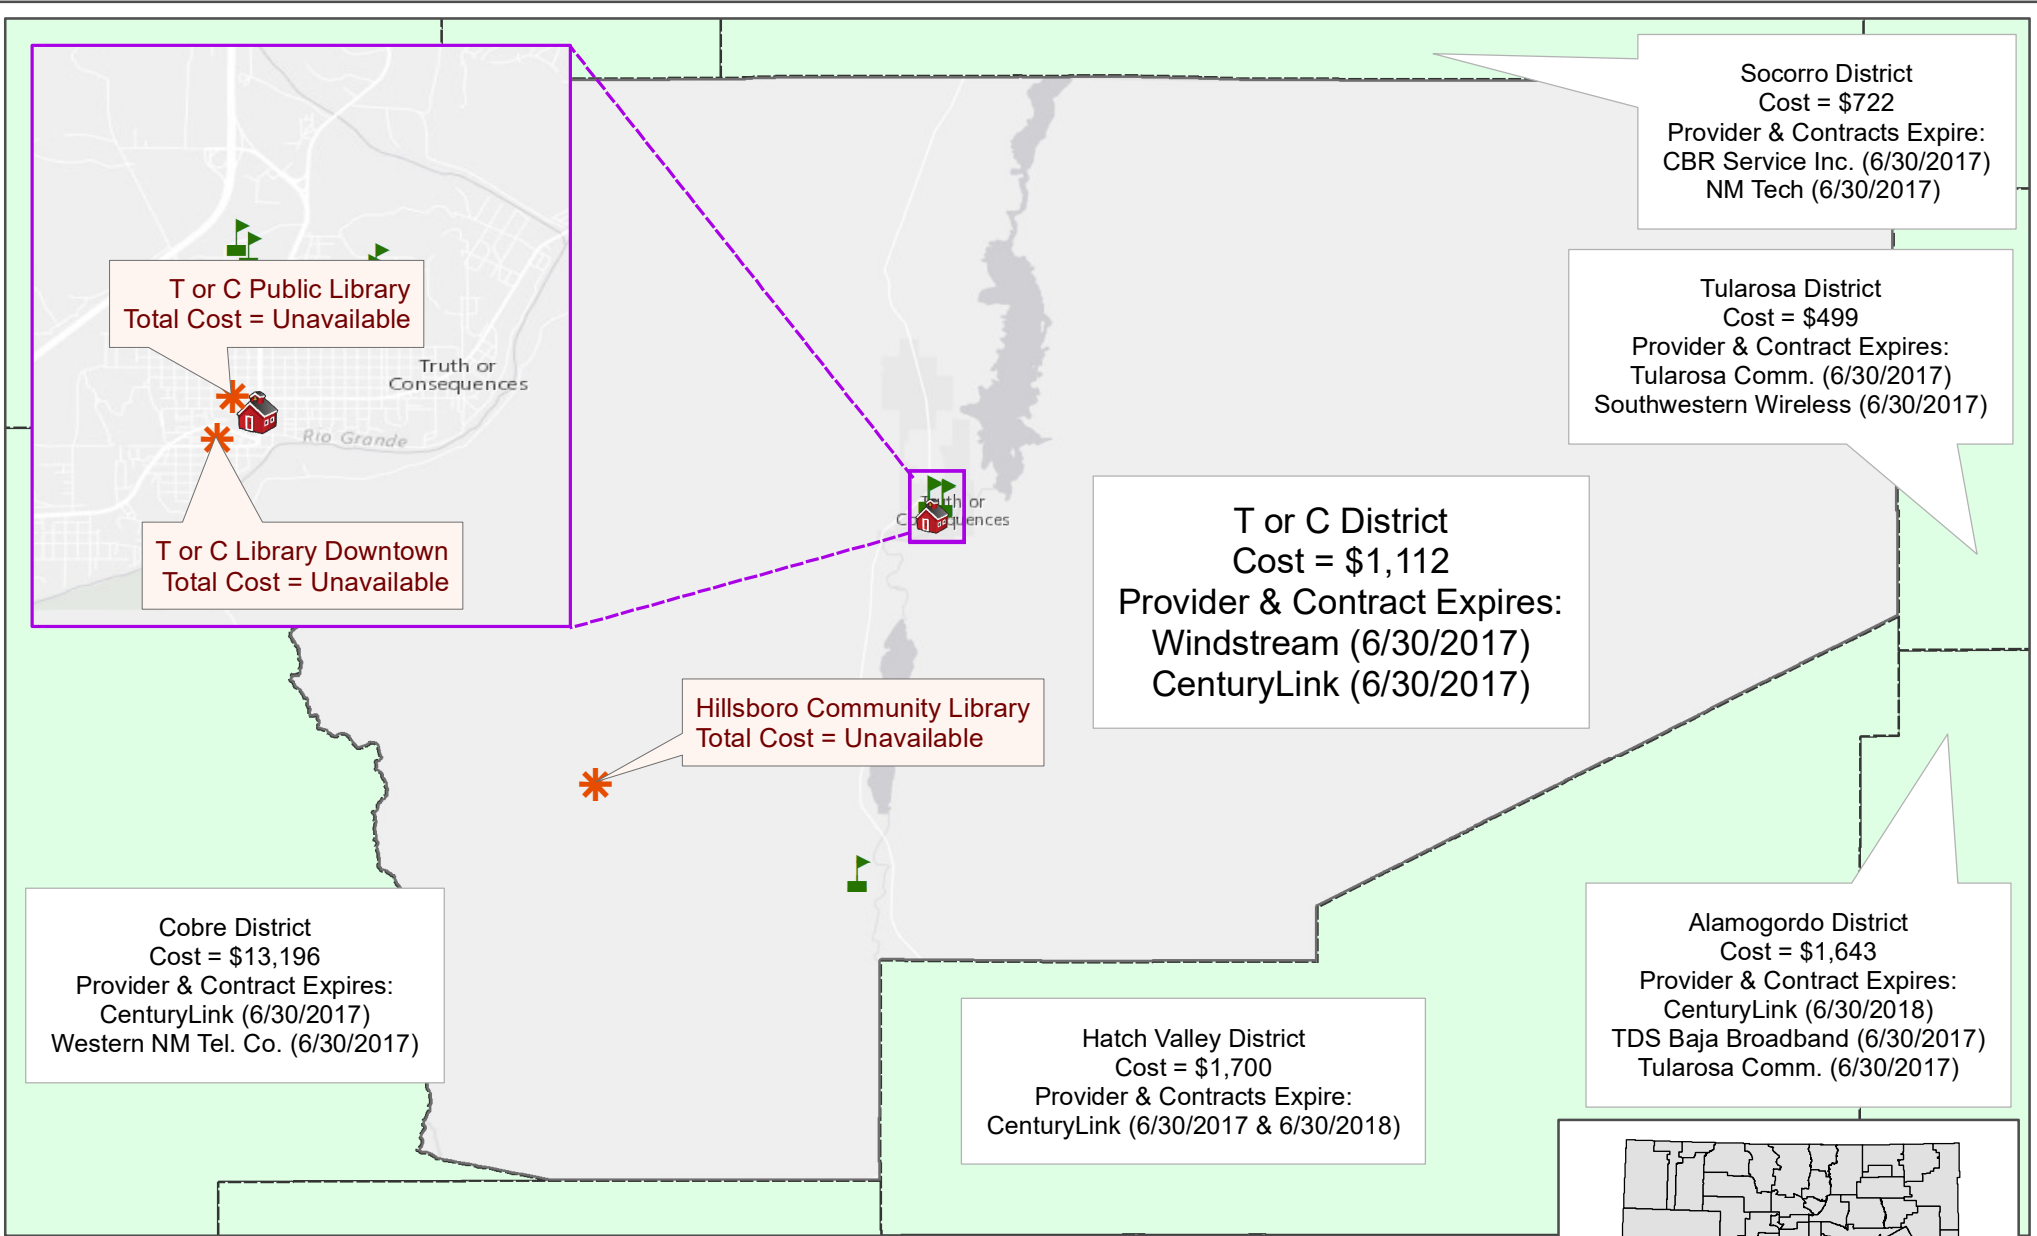 Socorro District
Cost = $722
Provider & Contracts Expire:
CBR Service Inc. (6/30/2017)
NM Tech (6/30/2017)
T or C Public Library
Total Cost = Unavailable
Truth or
Consequences
Rio Grande
T or C Library Downtown
Total Cost = Unavailable
Tularosa District
Cost = $499
Provider & Contract Expires:
Tularosa Comm. (6/30/2017)
Southwestern Wireless (6/30/2017)
Truth or
Consequences
T or C District
Cost = $1,112
Provider & Contract Expires:
Windstream (6/30/2017)
CenturyLink (6/30/2017)
Hillsboro Community Library
Total Cost = Unavailable
Cobre District
Cost = $13,196
Provider & Contract Expires:
CenturyLink (6/30/2017)
Western NM Tel. Co. (6/30/2017)
Hatch Valley District
Cost = $1,700
Provider & Contracts Expire:
CenturyLink (6/30/2017 & 6/30/2018)
Alamogordo District
Cost = $1,643
Provider & Contract Expires:
CenturyLink (6/30/2018)
TDS Baja Broadband (6/30/2017)
Tularosa Comm. (6/30/2017)